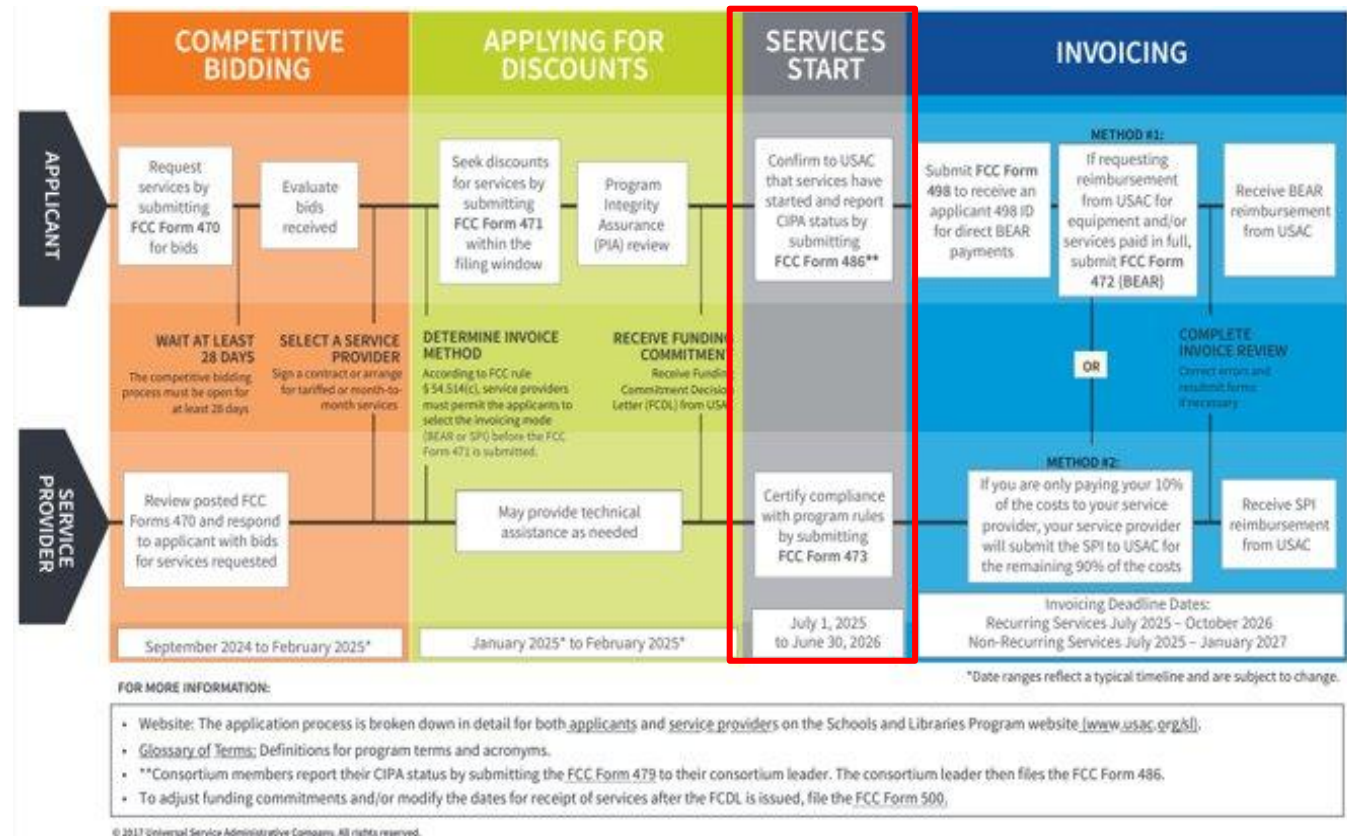 COMPETITIVE
BIDDING
APPLYING FOR
DISCOUNTS
SERVICES
START
INVOICING
APPLICANT
Request
services by
submitting
FCC Form 470
for bids
Evaluate
bids
received
Seek discounts
for services by
submitting
FCC Form 471
within the
filing window
Program
Integrity
Assurance
(PIA) review
Confirm to USAC
that services have
started and report
CIPA status by
submitting
FCC Form 486**
Submit FCC Form
498 to receive an
applicant 498 ID
for direct BEAR
payments
METHOD #1:
If requesting
reimbursement
from USAC for
equipment and/or
services paid in full,
submit FCC Form
472 (BEAR)
Receive BEAR
reimbursement
from USAC
WAIT AT LEAST
28 DAYS
The competitive bidding
process must be open for
at least 28 days
SELECT A SERVICE
PROVIDER
Sign a contract or arrange
for tariffed or month-to-
month services
DETERMINE INVOICE
METHOD
According to FCC rule
§ 54.514(c), service providers
must permit the applicants to
select the invoicing mode
(BEAR or SPI) before the FCC
Form 471 is submitted.
RECEIVE FUNDING
COMMITMENT
Receive Funding
Commitment Decision
Letter (FCDL) from USAC
OR
COMPLETE
INVOICE REVIEW
Correct errors and
resubmit forms
if necessary
SERVICE
PROVIDER
Review posted FCC
Forms 470 and respond
to applicant with bids
for services requested
May provide technical
assistance as needed
Certify compliance
with program rules
by submitting
FCC Form 473
METHOD #2:
If you are only paying your 10%
of the costs to your service
provider, your service provider
will submit the SPI to USAC for
the remaining 90% of the costs
Receive SPI
reimbursement
from USAC
September 2024 to February 2025*
January 2025* to February 2025*
July 1, 2025
to June 30, 2026
Invoicing Deadline Dates:
Recurring Services July 2025 – October 2026
Non-Recurring Services July 2025 – January 2027
*Date ranges reflect a typical timeline and are subject to change.
FOR MORE INFORMATION:
• Website: The application process is broken down in detail for both applicants and service providers on the Schools and Libraries Program website (www.usac.org/sl).
• Glossary of Terms: Definitions for program terms and acronyms.
• **Consortium members report their CIPA status by submitting the FCC Form 479 to their consortium leader. The consortium leader then files the FCC Form 486.
• To adjust funding commitments and/or modify the dates for receipt of services after the FCDL is issued, file the FCC Form 500.
© 2017 Universal Service Administrative Company. All rights reserved.